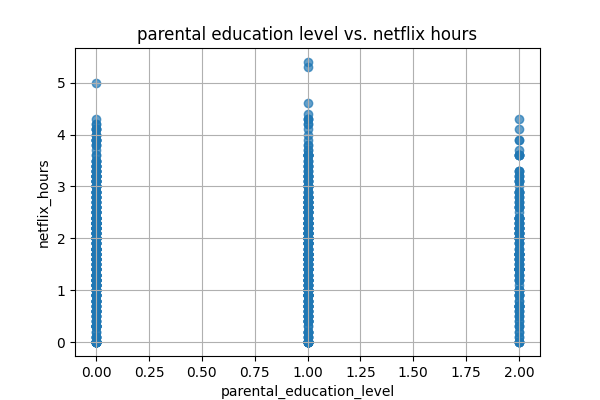 parental education level vs. netflix hours
netflix_hours
5
4
3
2
1
0
0.00 0.25 0.50 0.75 1.00 1.25 1.50 1.75 2.00
parental_education_level